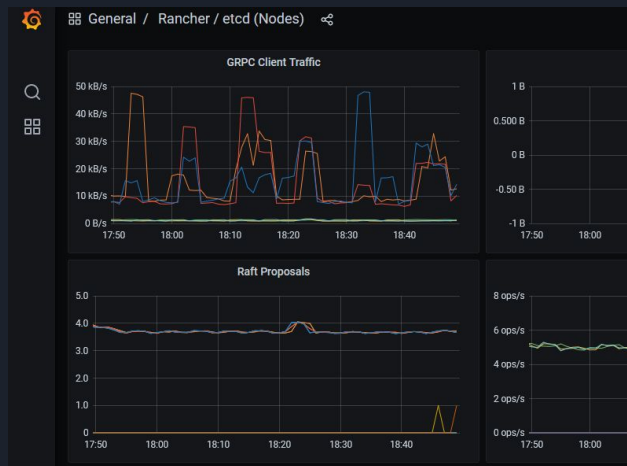 General / Rancher / etcd (Nodes)
GRPC Client Traffic
50 kB/s
40 kB/s
30 kB/s
20 kB/s
10 kB/s
0 B/s
17:50 18:00 18:10 18:20 18:30 18:40
1 B
0.500 B
0 B
-0.50 B
-1 B
17:50 18:00
Raft Proposals
5.0
4.0
3.0
2.0
1.0
0
17:50 18:00 18:10 18:20 18:30 18:40
8 ops/s
6 ops/s
4 ops/s
2 ops/s
0 ops/s
17:50 18:00